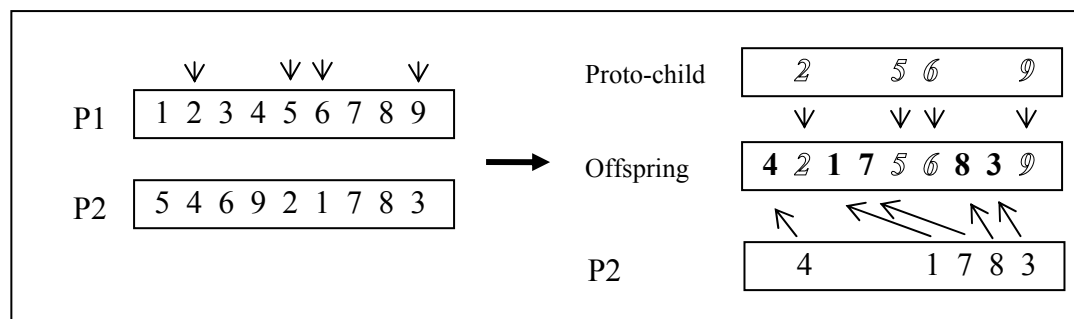 P1 1 2 3 4 5 6 7 8 9
P2 5 4 6 9 2 1 7 8 3
Proto-child 2 5 6 9
Offspring 4 2 1 7 5 6 8 3 9
P2 4 1 7 8 3